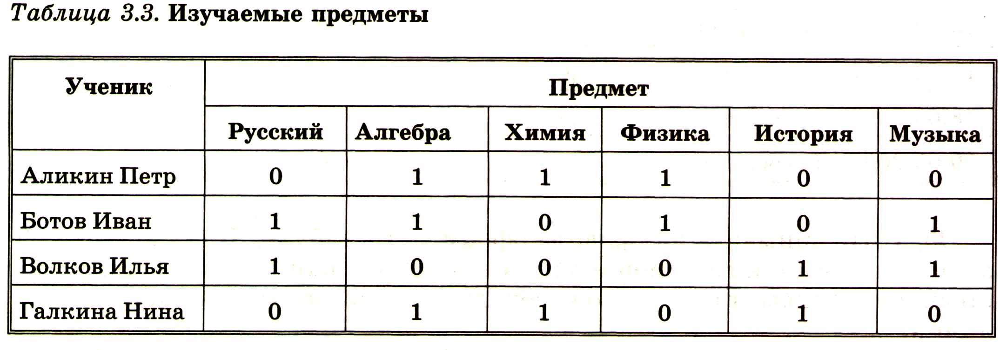 Таблица 3.3. Изучаемые предметы
Ученик Предмет
Русский Алгебра Химия Физика История Музыка
Аликин Петр 0 1 1 1 0 0
Ботов Иван 1 1 0 1 0 1
Волков Илья 1 0 0 0 1 1
Галкина Нина 0 1 1 0 1 0